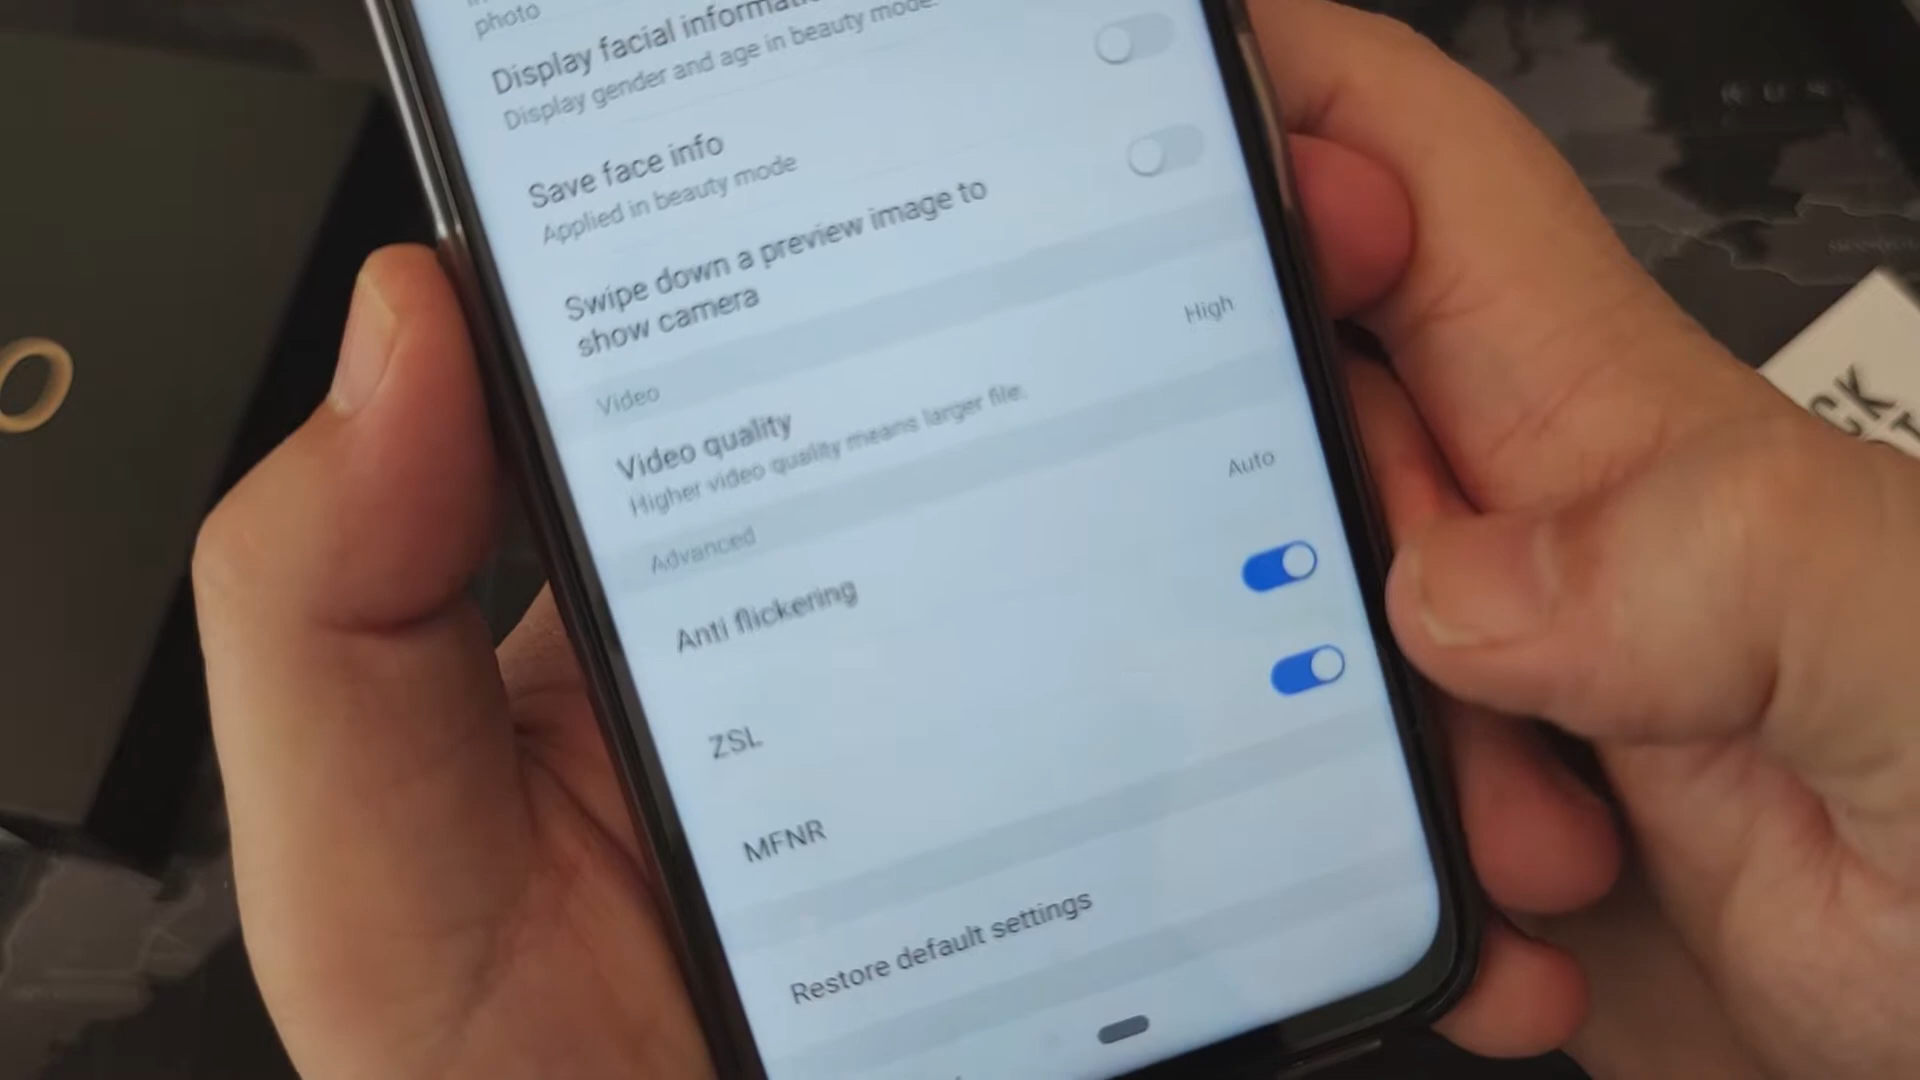 photo
Display facial
Display gender and age in beauty mode.
Save face info
Applied in beauty mode
Swipe down a preview image to
show camera
Video
Video quality
High
Higher video quality means larger file.
Advanced
Anti flickering
Auto
ZSL
MFNR
Restore default settings
CK